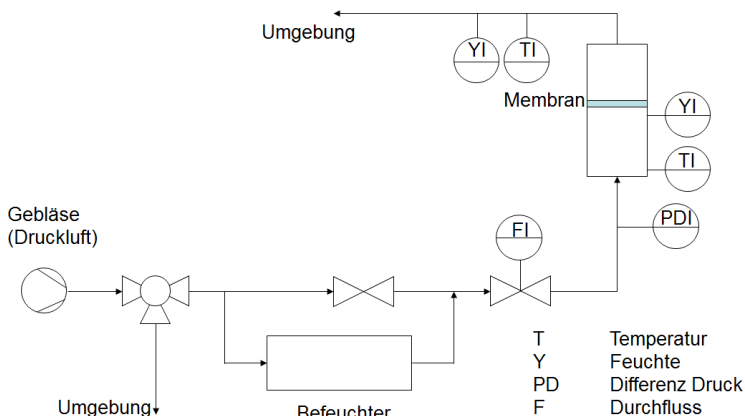 Umgebung
YI
TI
Membran
YI
TI
Gebläse
(Druckluft)
FI
PDI
T Temperatur
Y Feuchte
PD Differenz Druck
F Durchfluss
Umgebung
Befeuchter